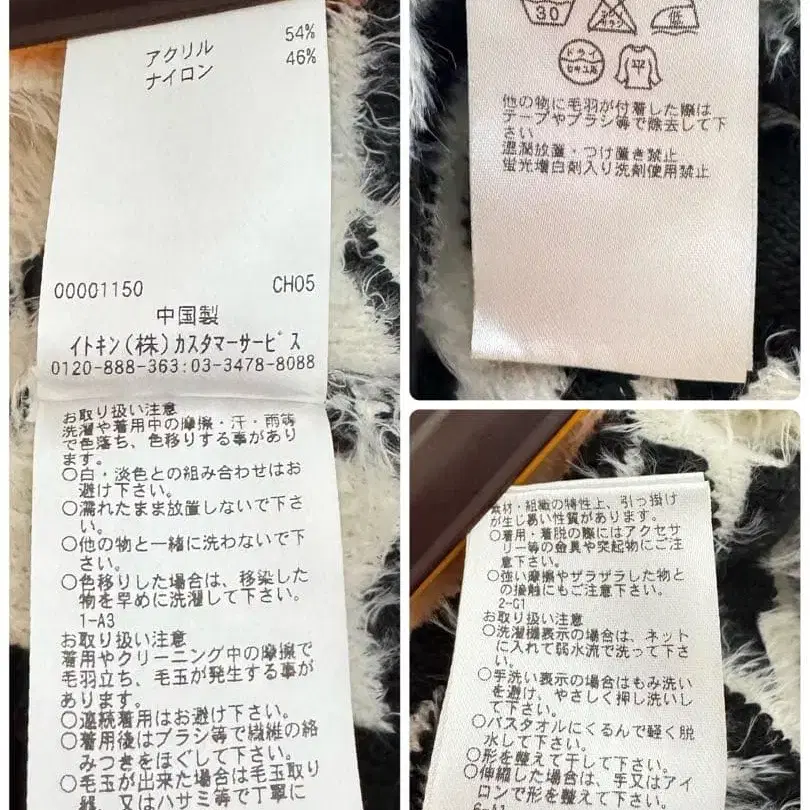 アクリル 54%
ナイロン 46%
00001150 CH05
中国製
イトキン(株)カスタマーサービス
0120-888-363:03-3478-8088
お取り扱い注意
洗濯や着用中の摩擦・汗・雨等
で色落ち、色移りする事があり
ます。
○白・淡色との組み合わせはお
避け下さい。
○濡れたまま放置しないで下さ
い。
○他の物と一緒に洗わないで下
さい。
○色移りした場合は、移染した
物を早めに洗濯して下さい。
1-A3
お取り扱い注意
着用やクリーニング中の摩擦で
毛羽立ち、毛玉が発生する事が
あります。
○連続着用はお避け下さい。
○着用後はブラシ等で繊維の絡
みつきをほぐして下さい。
○毛玉が出来た場合は毛玉取り
器、又はハサミ等で丁寧に
30
低
ドライ
セキユ系
平
他の物に毛羽が付着した際は
テープやブラシ等で除去して下
さい
湿潤放置・つけ置き禁止
蛍光増白剤入り洗剤使用禁止
素材・組織の特性上、引っ掛け
が生じ易い性質があります。
○着用・着脱の際にはアクセサ
リー等の金具や突起物にご注
意下さい。
○強い摩擦やザラザラした物と
の接触にもご注意下さい。
2-G1
お取り扱い注意
○洗濯機表示の場合は、ネット
に入れて弱水流で洗って下さ
い。
○手洗い表示の場合はもみ洗い
を避け、やさしく押し洗いし
て下さい。
○バスタオルにくるんで軽く脱
水して下さい。
○形を整えて干して下さい。
○伸縮した場合は、手又はアイ
ロンで形を整えて下さい。
6-A1